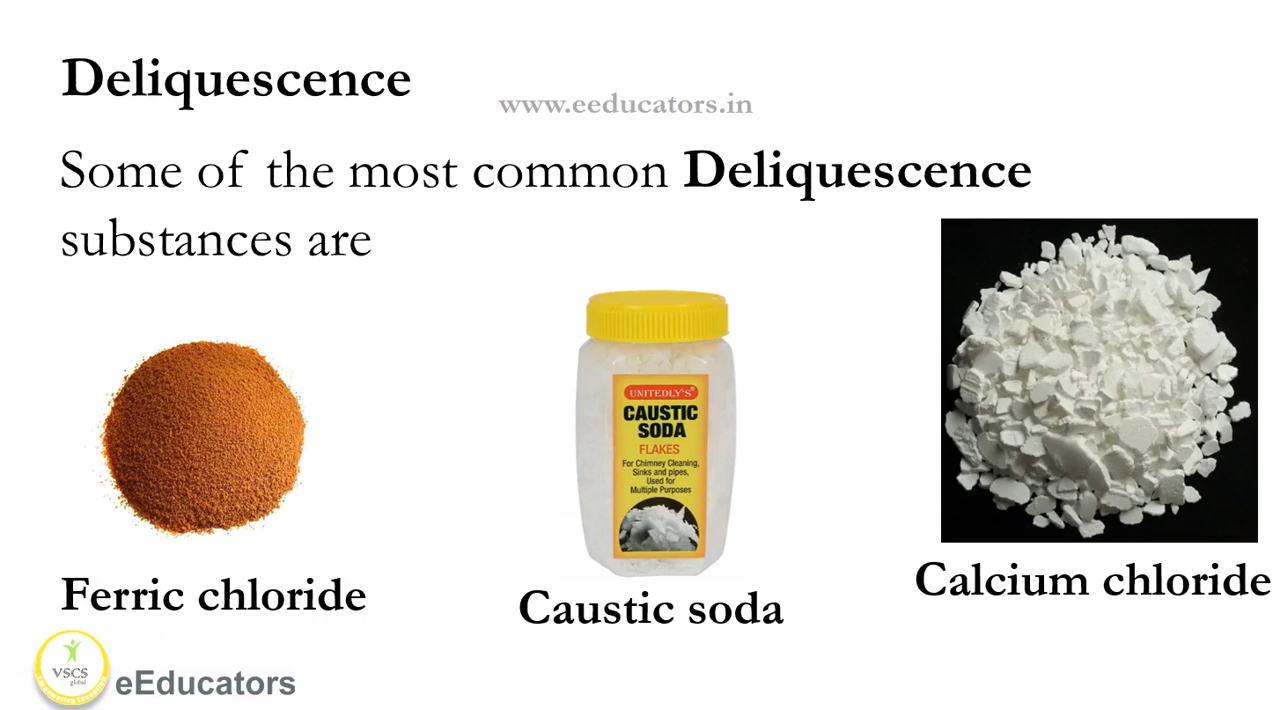 Deliquescence
www.eeducators.in
Some of the most common Deliquescence
substances are
UNITEDLY'S®
CAUSTIC
SODA
FLAKES
For Chimney Cleaning,
Sinks and pipes,
Used for
Multiple Purposes
Ferric chloride
Caustic soda
Calcium chloride
VSCS
global
eEducators